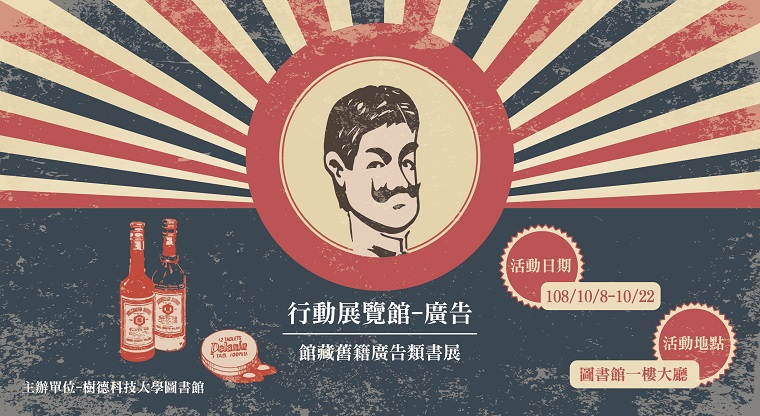 行動展覽館-廣告
館藏舊籍廣告類書展
活動日期
108/10/8-10/22
活動地點
圖書館一樓大廳
12 TABLETS
主辦單位-樹德科技大學圖書館